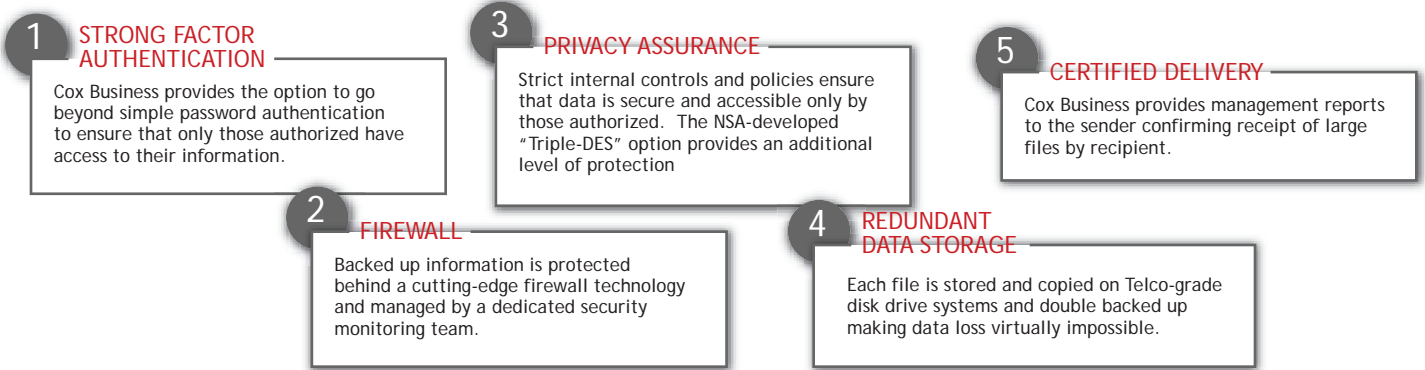 1
STRONG FACTOR
AUTHENTICATION
Cox Business provides the option to go
beyond simple password authentication
to ensure that only those authorized have
access to their information.
2
FIREWALL
Backed up information is protected
behind a cutting-edge firewall technology
and managed by a dedicated security
monitoring team.
3
PRIVACY ASSURANCE
Strict internal controls and policies ensure
that data is secure and accessible only by
those authorized.  The NSA-developed
“Triple-DES” option provides an additional
level of protection
4
REDUNDANT
DATA STORAGE
Each file is stored and copied on Telco-grade
disk drive systems and double backed up
making data loss virtually impossible.
5
CERTIFIED DELIVERY
Cox Business provides management reports
to the sender confirming receipt of large
files by recipient.